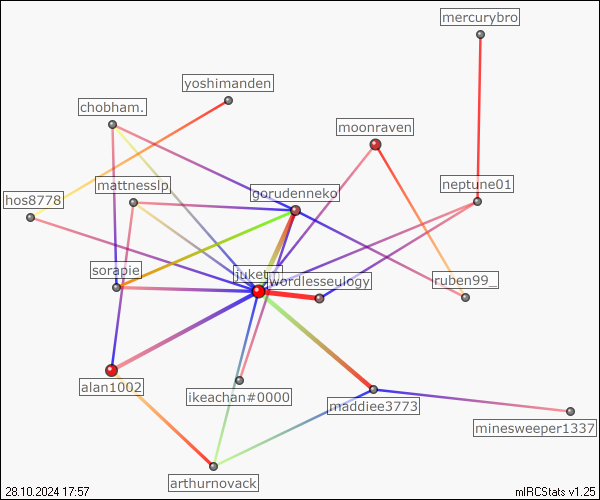 mercurybro
yoshimanden
chobham.
moonraven
mattnesslp
gorudenneko
neptune01
hos8778
sorapie
wordlesseulogy
ruben99_
alan1002
ikeachan#0000
maddiee3773
minesweeper1337
arthurnovack
28.10.2024 17:57
mIRCStats v1.25